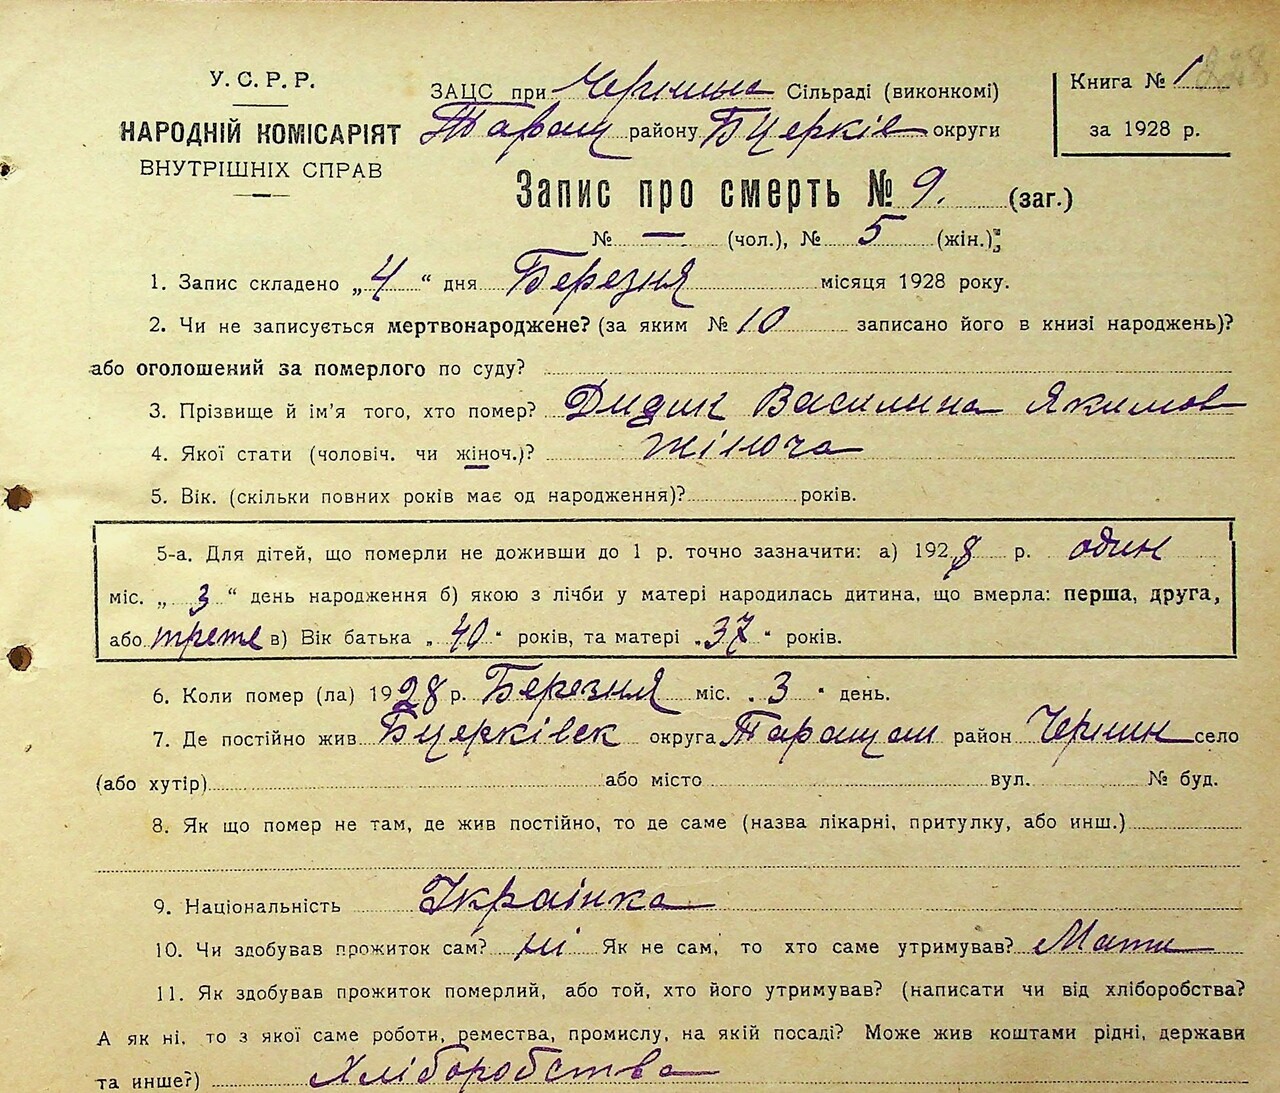 У. С. Р. Р.
НАРОДНІЙ КОМІСАРІЯТ
ВНУТРІШНІХ СПРАВ
ЗАЦС при Чернина Сільраді (виконкомі)
Таращ району Бцерків округи
Книга № 1
за 1928 р.
Запис про смерть № 9. (заг.)
№ — (чол.), № 5 (жін.);
1. Запис складено „4“ дня Березня місяця 1928 року.
2. Чи не записується мертвонароджене? (за яким № 10 записано його в книзі народжень)?
або оголошений за померлого по суду?
3. Прізвище й ім'я того, хто помер? Дидик Василина Якимов
4. Якої стати (чоловіч. чи жіноч.)? жіноча
5. Вік. (скільки повних років має од народження)? років.
5-а. Для дітей, що померли не доживши до 1 р. точно зазначити: а) 1928 р. один
міс. „3“ день народження б) якою з лічби у матері народилась дитина, що вмерла: перша, друга,
або трете в) Вік батька „40“ років, та матері „37“ років.
6. Коли помер (ла) 1928 р. Березня міс. „3“ день.
7. Де постійно жив Бцерківск округа Таращан район Чернин село
(або хутір) або місто вул. № буд.
8. Як що помер не там, де жив постійно, то де саме (назва лікарні, притулку, або инш.)
9. Національність Украінка
10. Чи здобував прожиток сам? ні Як не сам, то хто саме утримував? Мати
11. Як здобував прожиток померлий, або той, хто його утримував? (написати чи від хліборобства?
А як ні, то з якої саме роботи, ремества, промислу, на якій посаді? Може жив коштами рідні, держави
та инше?) Хліборобства